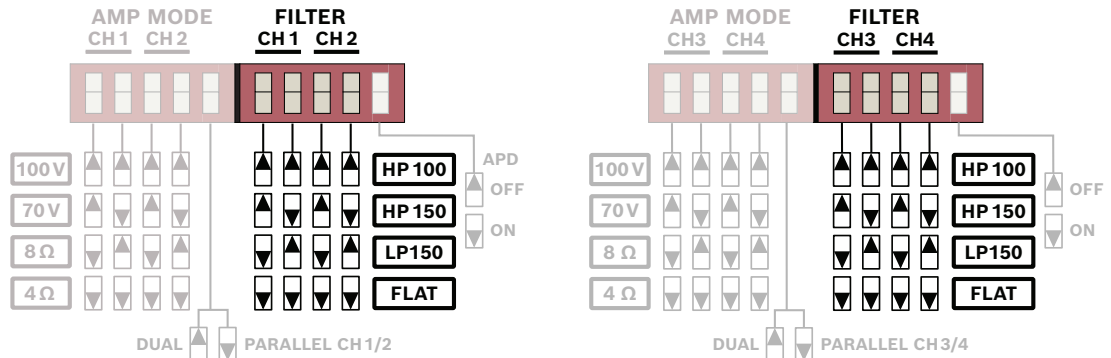 AMP MODE FILTER
CH 1 CH 2 CH 1 CH 2
100 V HP 100 APD
OFF
70 V HP 150
ON
8 Ω LP150
4 Ω FLAT
DUAL PARALLEL CH 1/2
AMP MODE FILTER
CH3 CH4 CH3 CH4
100 V HP 100
OFF
70 V HP 150
ON
8 Ω LP150
4 Ω FLAT
DUAL PARALLEL CH 3/4